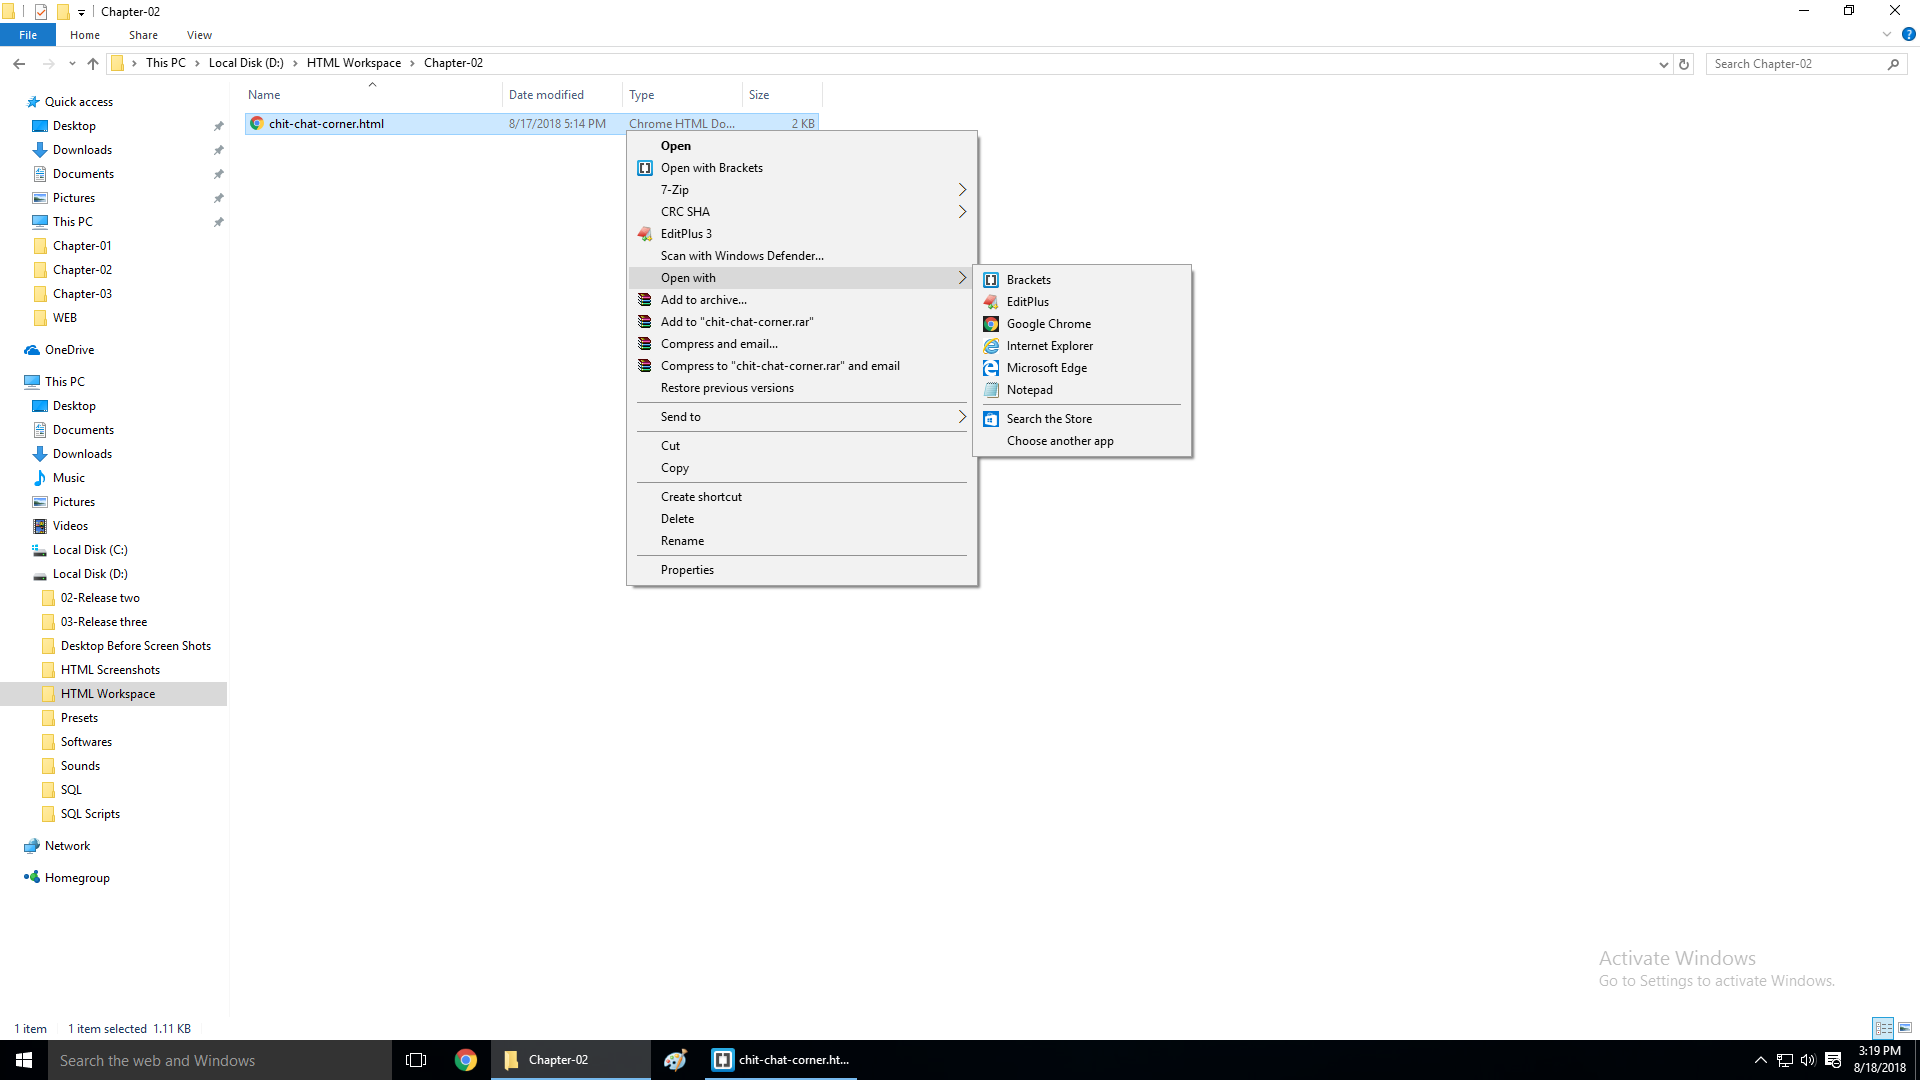 Chapter-02
File Home Share View
This PC Local Disk (D:) HTML Workspace Chapter-02
Search Chapter-02
Name Date modified Type Size
chit-chat-corner.html 8/17/2018 5:14 PM Chrome HTML Do... 2 KB
Quick access
Desktop
Downloads
Documents
Pictures
This PC
Chapter-01
Chapter-02
Chapter-03
WEB
OneDrive
This PC
Desktop
Documents
Downloads
Music
Pictures
Videos
Local Disk (C:)
Local Disk (D:)
02-Release two
03-Release three
Desktop Before Screen Shots
HTML Screenshots
HTML Workspace
Presets
Softwares
Sounds
SQL
SQL Scripts
Network
Homegroup
Open
Open with Brackets
7-Zip
CRC SHA
EditPlus 3
Scan with Windows Defender...
Open with
Add to archive...
Add to "chit-chat-corner.rar"
Compress and email...
Compress to "chit-chat-corner.rar" and email
Restore previous versions
Send to
Cut
Copy
Create shortcut
Delete
Rename
Properties
Brackets
EditPlus
Google Chrome
Internet Explorer
Microsoft Edge
Notepad
Search the Store
Choose another app
Activate Windows
Go to Settings to activate Windows.
1 item 1 item selected 1.11 KB
Search the web and Windows
Chapter-02
chit-chat-corner.ht...
3:19 PM
8/18/2018